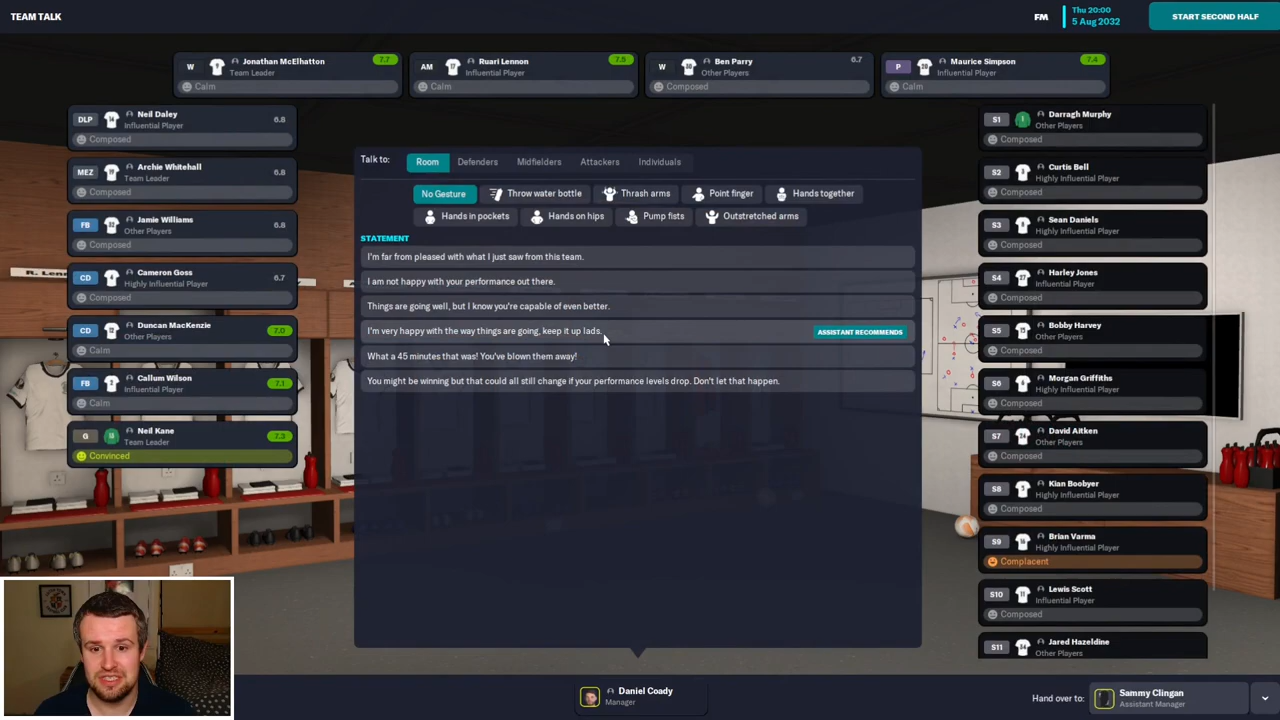 TEAM TALK
FM
Thu 20:00
5 Aug 2032
START SECOND HALF
W
Jonathan McElhatton
Team Leader
7.7
Calm
AM
17
Ruari Lennon
Influential Player
7.5
Calm
W
30
Ben Parry
Other Players
6.7
Composed
P
Maurice Simpson
Influential Player
7.4
Calm
DLP
Neil Daley
Influential Player
6.8
Composed
MEZ
Archie Whitehall
Team Leader
6.8
Composed
FB
Jamie Williams
Other Players
6.8
Composed
CD
Cameron Goss
Highly Influential Player
6.7
Composed
CD
Duncan MacKenzie
Other Players
7.0
Calm
FB
Callum Wilson
Influential Player
7.1
Calm
G
Neil Kane
Team Leader
7.3
Convinced
R. Len
Talk to:
Room
Defenders
Midfielders
Attackers
Individuals
No Gesture
Throw water bottle
Thrash arms
Point finger
Hands together
Hands in pockets
Hands on hips
Pump fists
Outstretched arms
STATEMENT
I'm far from pleased with what I just saw from this team.
I am not happy with your performance out there.
Things are going well, but I know you're capable of even better.
I'm very happy with the way things are going, keep it up lads.
ASSISTANT RECOMMENDS
What a 45 minutes that was! You've blown them away!
You might be winning but that could all still change if your performance levels drop. Don't let that happen.
S1
Darragh Murphy
Other Players
Composed
S2
Curtis Bell
Highly Influential Player
Composed
S3
Sean Daniels
Highly Influential Player
Composed
S4
27
Harley Jones
Influential Player
Composed
S5
Bobby Harvey
Other Players
Composed
S6
Morgan Griffiths
Highly Influential Player
Composed
S7
24
David Aitken
Other Players
Composed
S8
Kian Boobyer
Highly Influential Player
Composed
S9
Brian Varma
Highly Influential Player
Complacent
S10
11
Lewis Scott
Influential Player
Composed
S11
Jared Hazeldine
Other Players
Daniel Coady
Manager
Hand over to:
Sammy Clingan
Assistant Manager